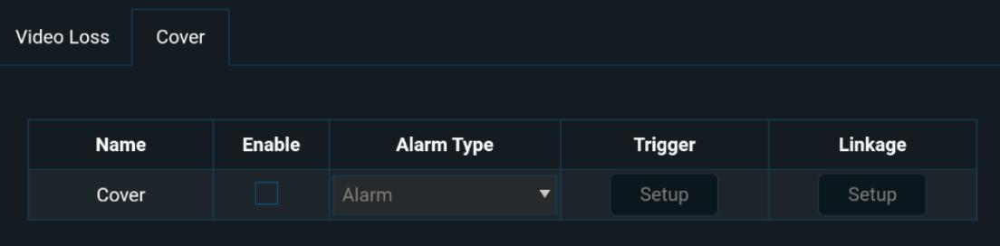 Video Loss Cover
Name Enable Alarm Type Trigger Linkage
Cover Alarm Setup Setup